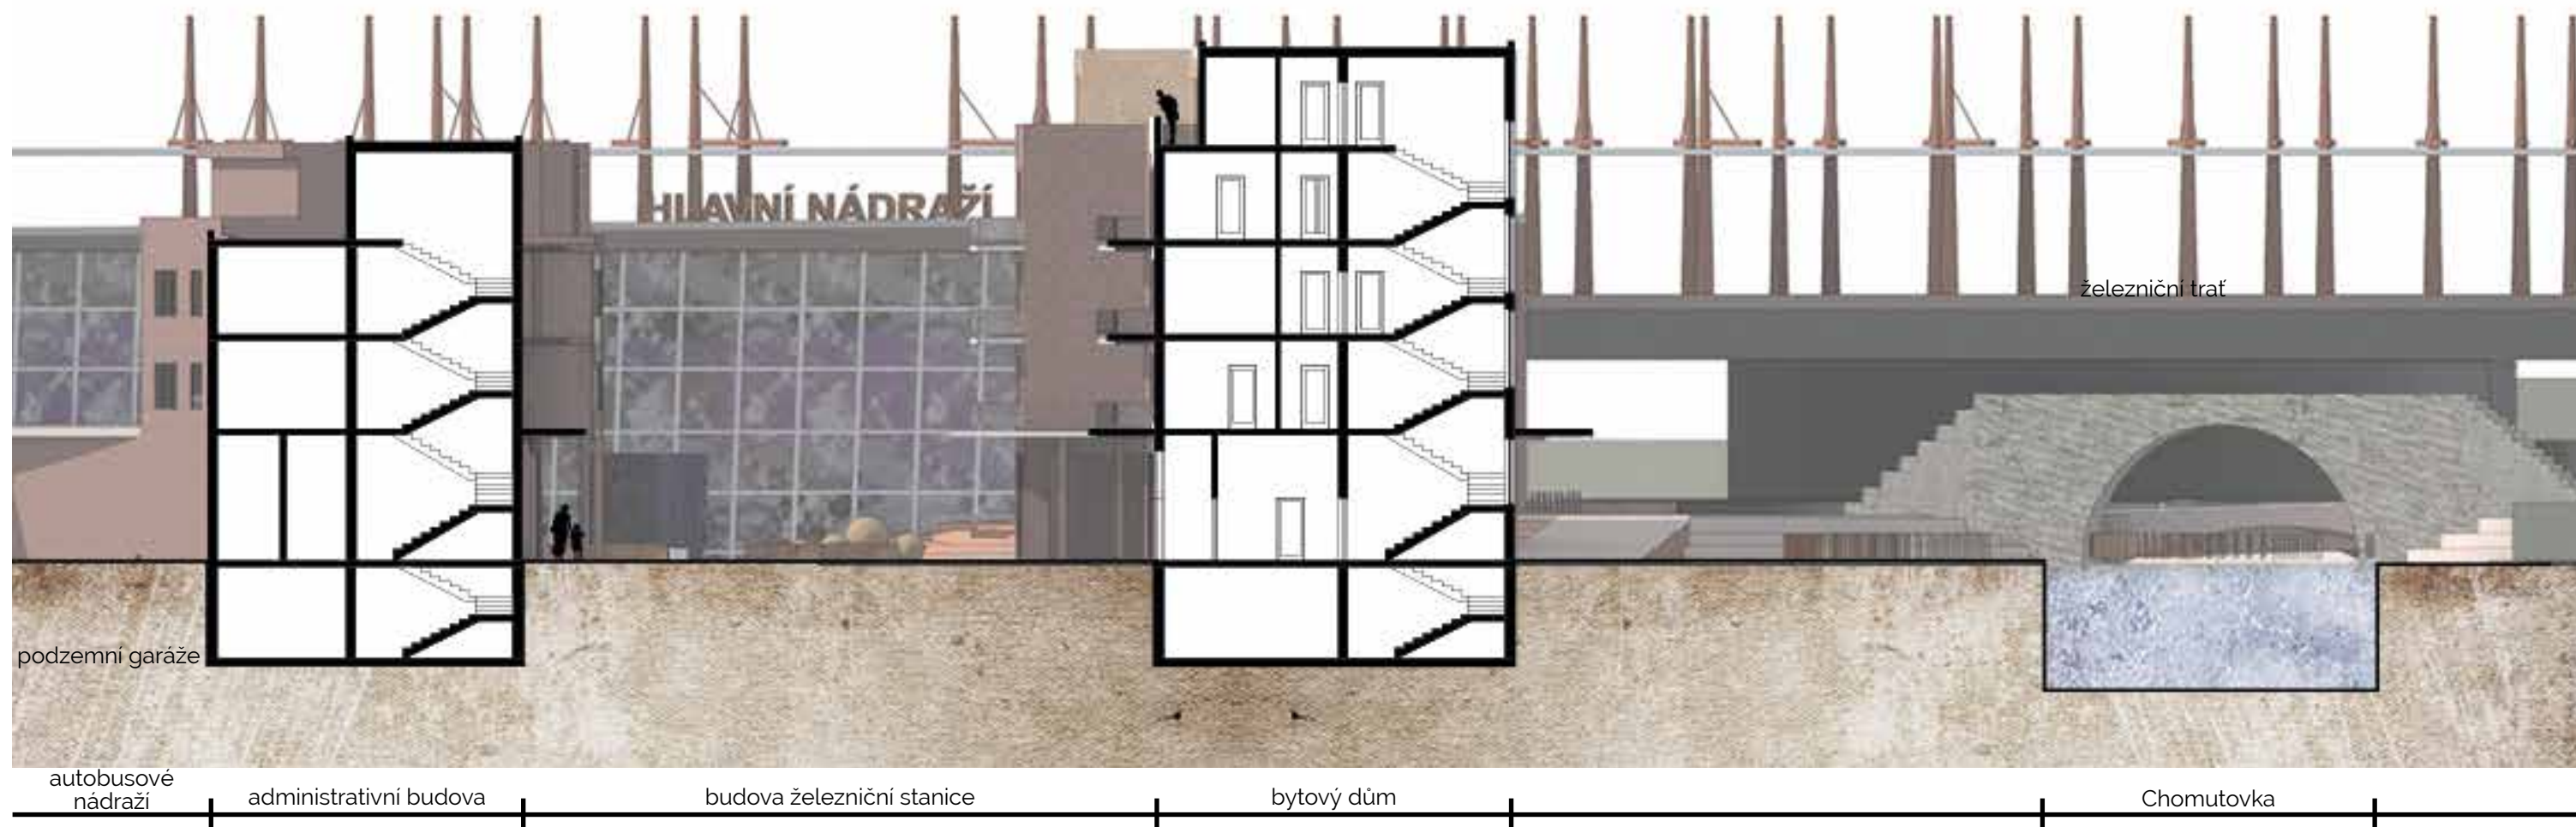 HLAVNÍ NÁDRAŽÍ
železniční trať
podzemní garáže
autobusové
nádraží
administrativní budova
budova železniční stanice
bytový dům
Chomutovka